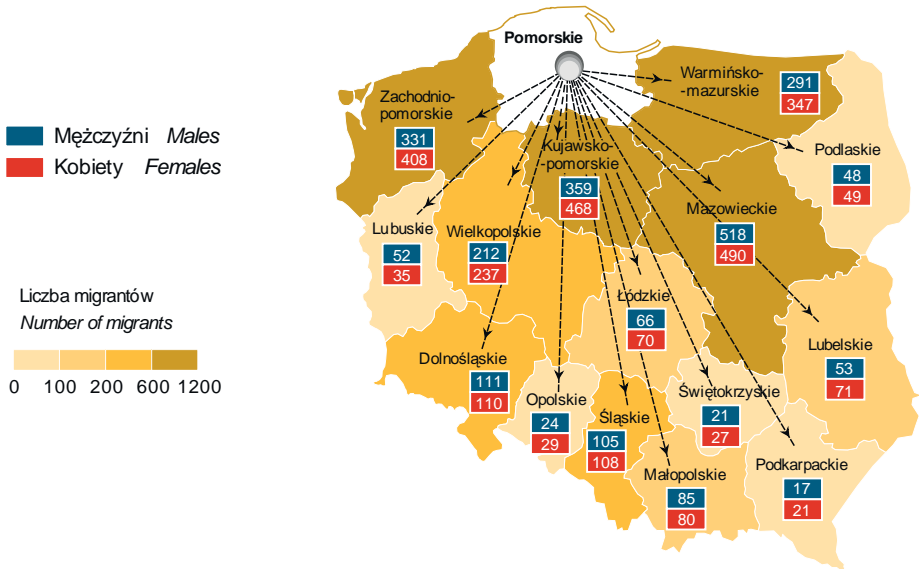 Pomorskie
Warmińsko-
-mazurskie
291
347
Zachodnio-
pomorskie
331
408
Mężczyźni Males
Kobiety Females
Kujawsko-
-pomorskie
359
468
Podlaskie
48
49
Mazowieckie
518
490
Lubuskie
52
35
Wielkopolskie
212
237
Liczba migrantów
Number of migrants
0 100 200 600 1200
Łódzkie
66
70
Lubelskie
53
71
Dolnośląskie
111
110
Opolskie
24
29
Śląskie
105
108
Świętokrzyskie
21
27
Małopolskie
85
80
Podkarpackie
17
21